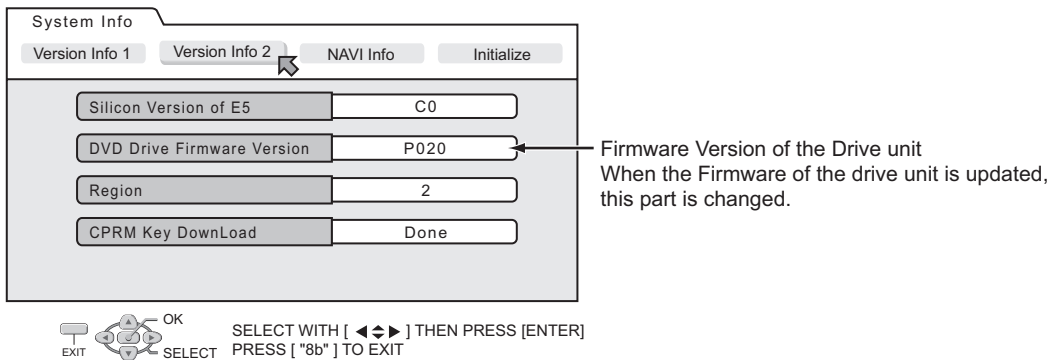 System Info
Version Info 1 Version Info 2 NAVI Info Initialize
Silicon Version of E5 C0
DVD Drive Firmware Version P020
Region 2
CPRM Key DownLoad Done
Firmware Version of the Drive unit
When the Firmware of the drive unit is updated,
this part is changed.
EXIT
OK
SELECT
SELECT WITH [ ◀ ▲▼ ▶ ] THEN PRESS [ENTER]
PRESS [ "8b" ] TO EXIT